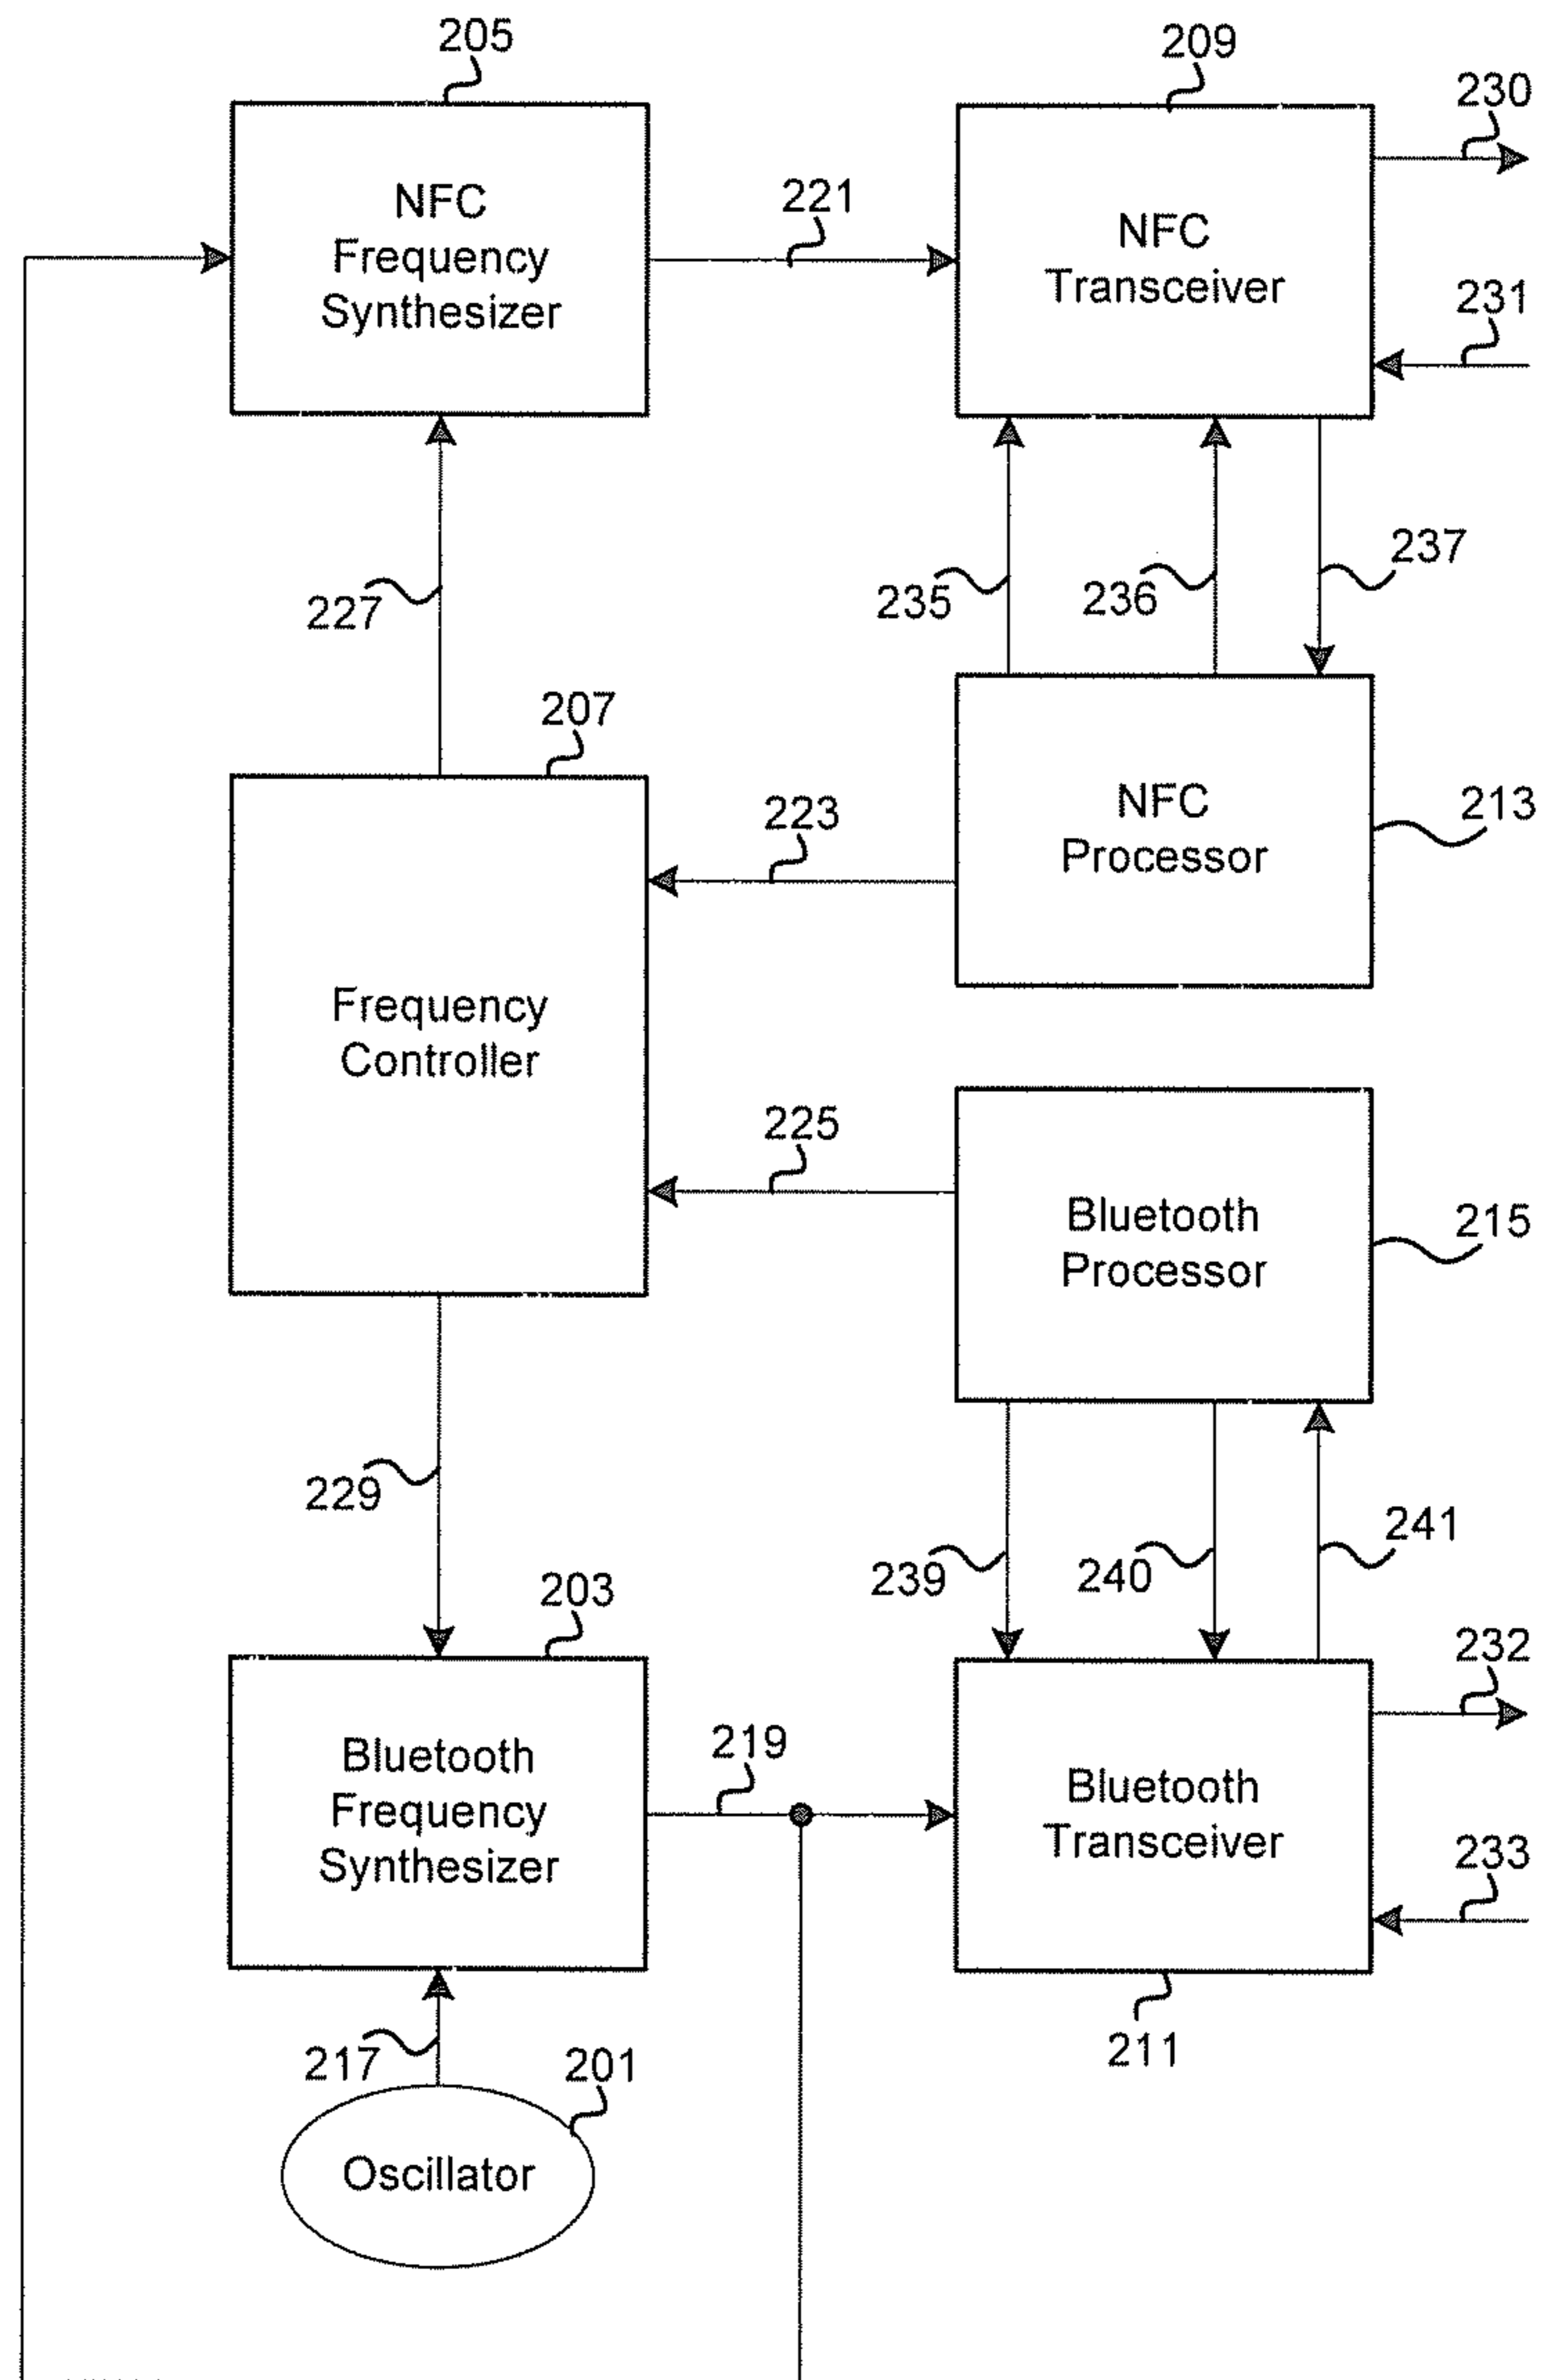 205
209
230
NFC
Frequency
Synthesizer
221
NFC
Transceiver
231
227
235
236
237
207
223
NFC
Processor
213
Frequency
Controller
225
Bluetooth
Processor
215
229
239
240
241
203
232
Bluetooth
Frequency
Synthesizer
219
Bluetooth
Transceiver
233
217
201
211
Oscillator